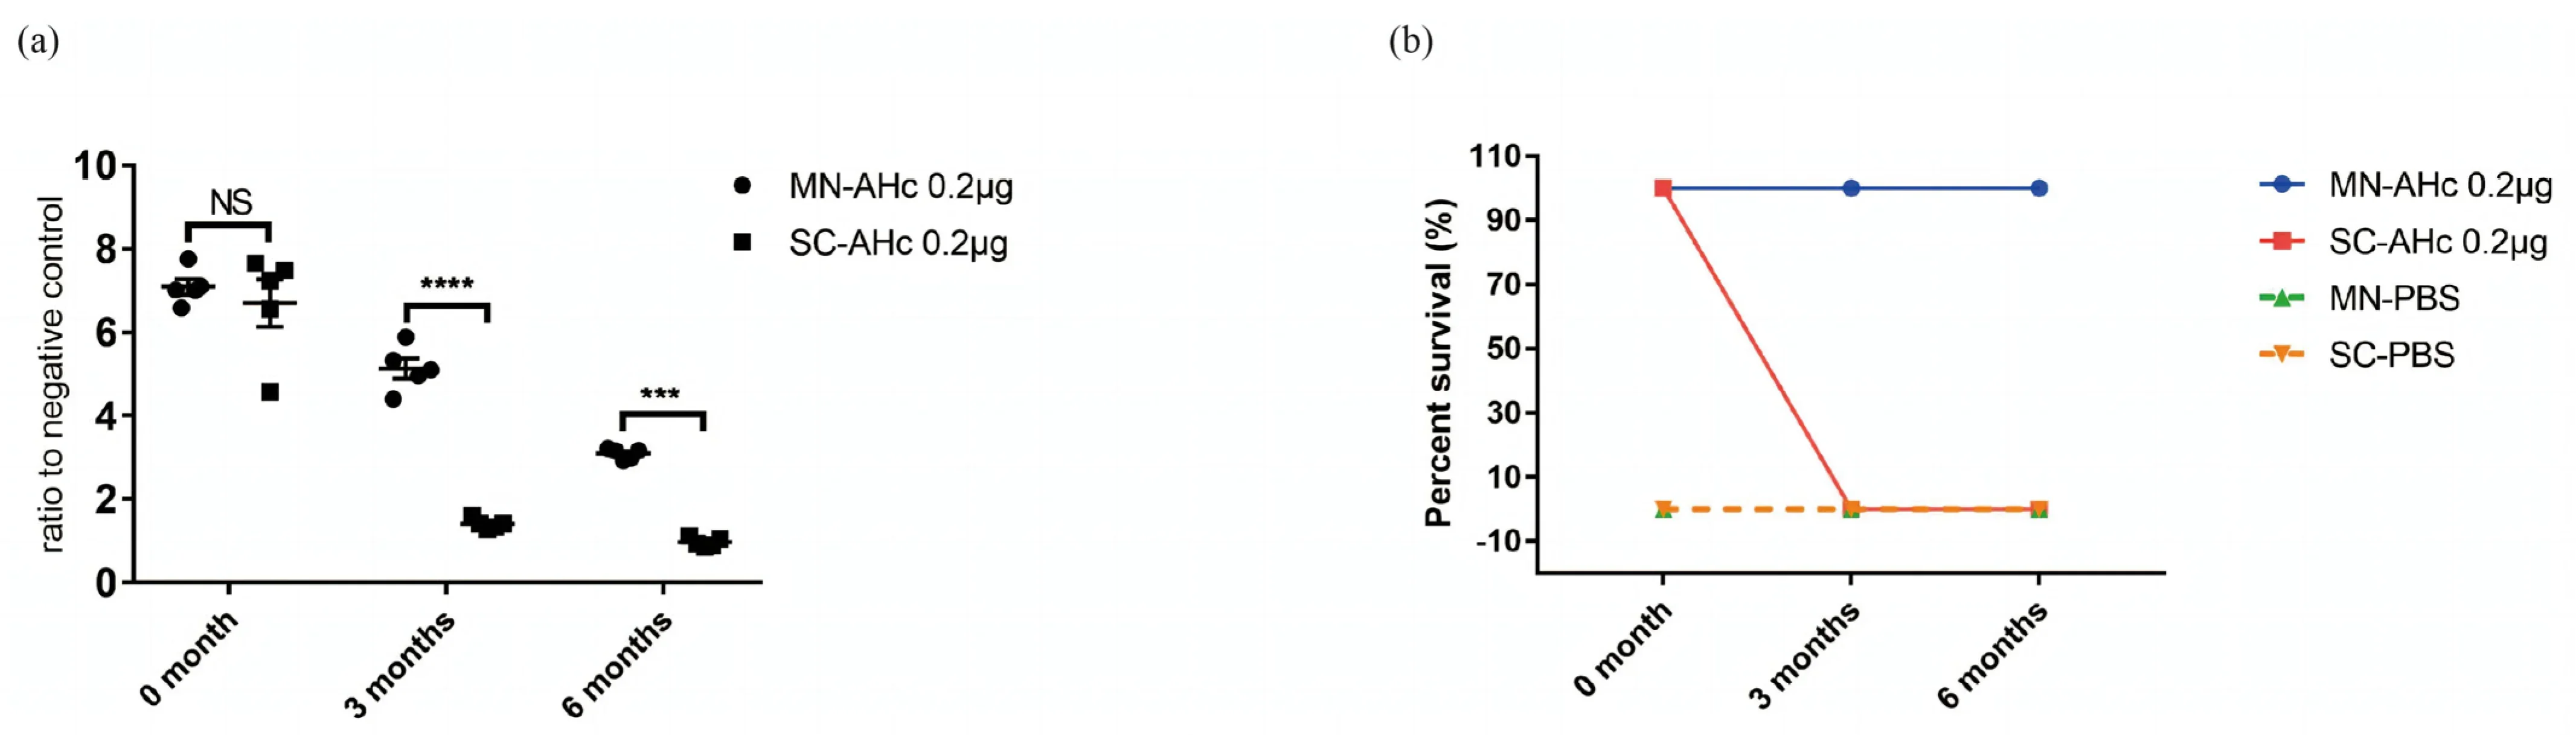 (a)
ratio to negative control
10
8
6
4
2
0
NS
****
***
0 month
3 months
6 months
MN-AHc 0.2µg
SC-AHc 0.2µg
(b)
Percent survival (%)
110
90
70
50
30
10
-10
0 month
3 months
6 months
MN-AHc 0.2µg
SC-AHc 0.2µg
MN-PBS
SC-PBS